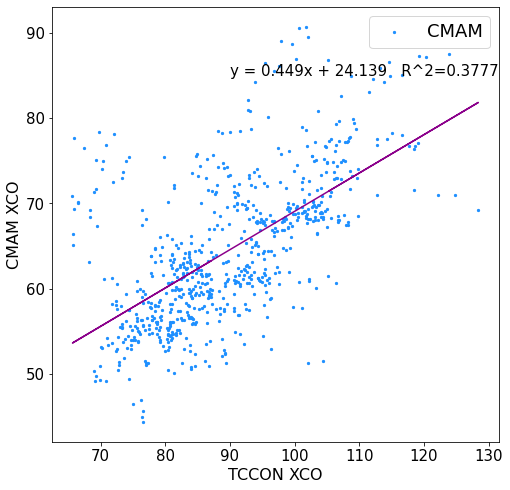 CMAM
y = 0.449x + 24.139   R^2=0.3777
90
80
70
60
50
CMAM XCO
70 80 90 100 110 120 130
TCCON XCO